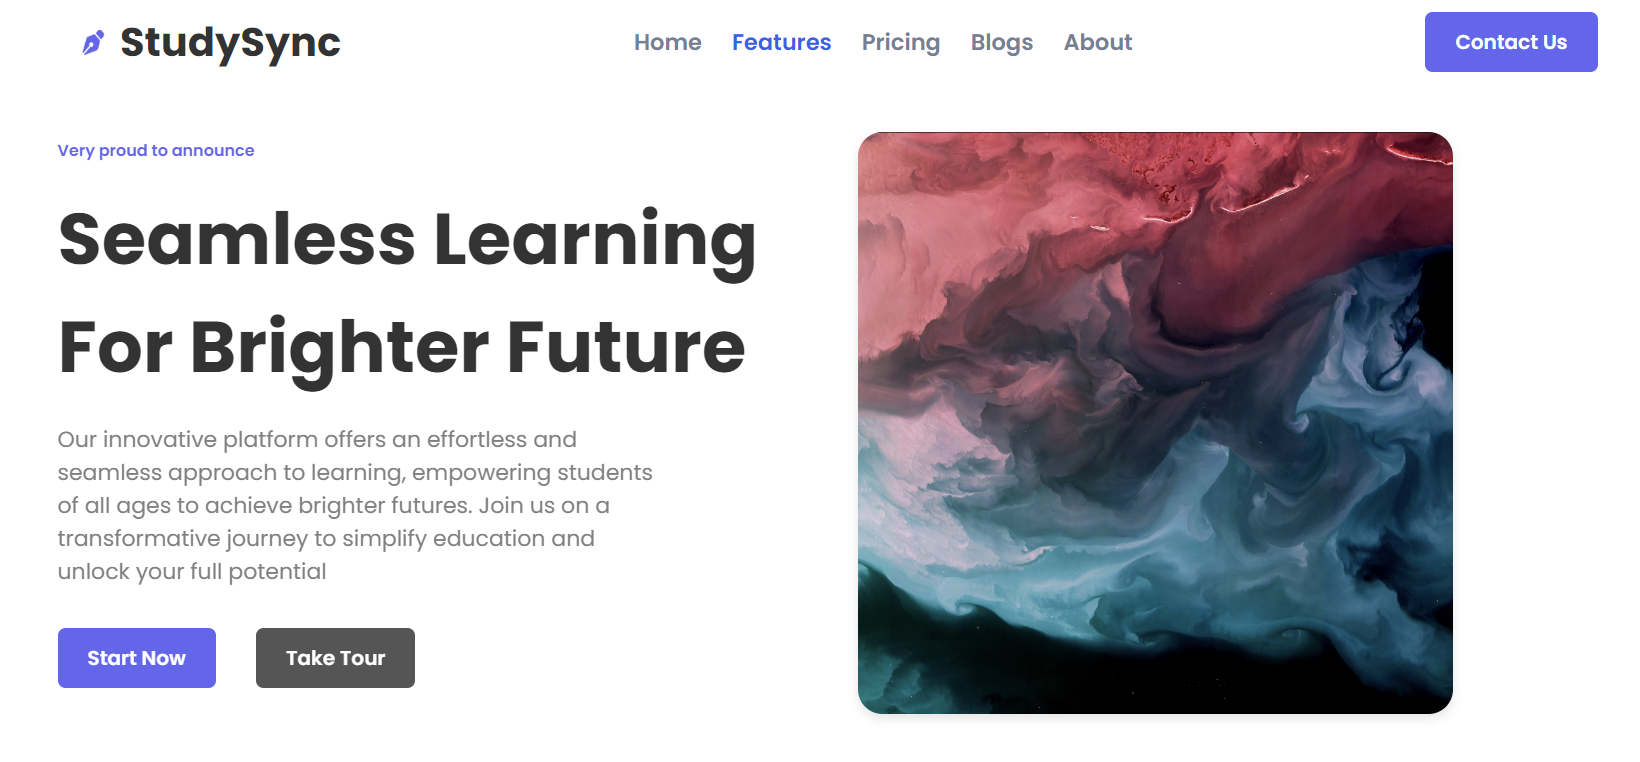 StudySync
Home Features Pricing Blogs About
Contact Us
Very proud to announce
Seamless Learning
For Brighter Future
Our innovative platform offers an effortless and
seamless approach to learning, empowering students
of all ages to achieve brighter futures. Join us on a
transformative journey to simplify education and
unlock your full potential
Start Now
Take Tour